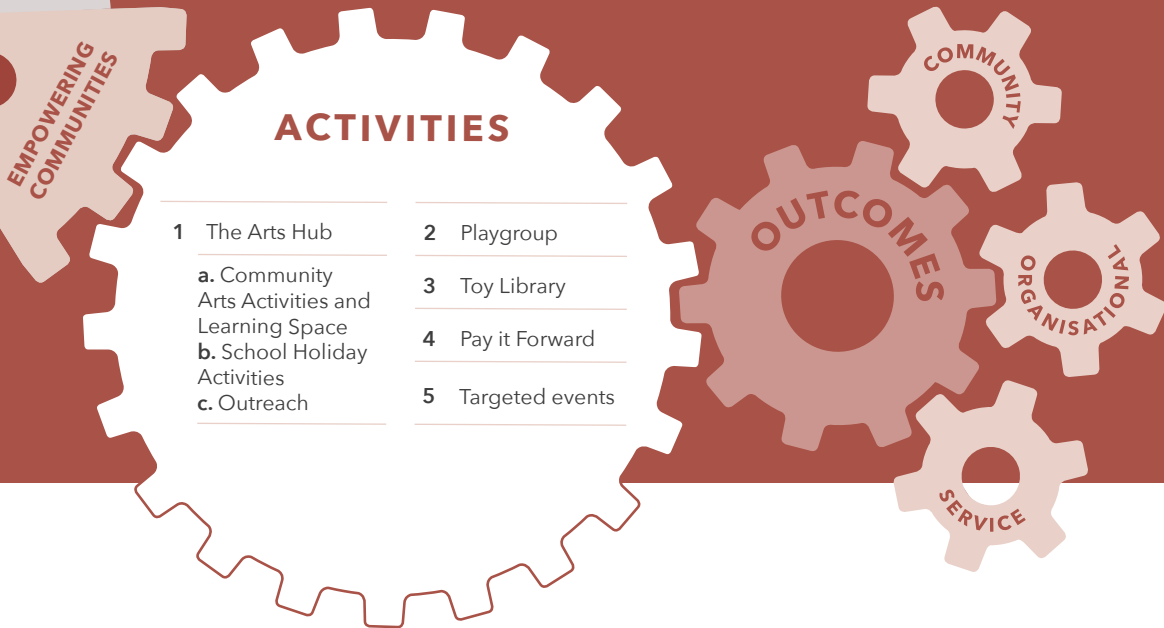 EMPOWERING
COMMUNITIES
ACTIVITIES
1 The Arts Hub
a. Community
Arts Activities and
Learning Space
b. School Holiday
Activities
c. Outreach
2 Playgroup
3 Toy Library
4 Pay it Forward
5 Targeted events
OUTCOMES
COMMUNITY
ORGANISATIONAL
SERVICE